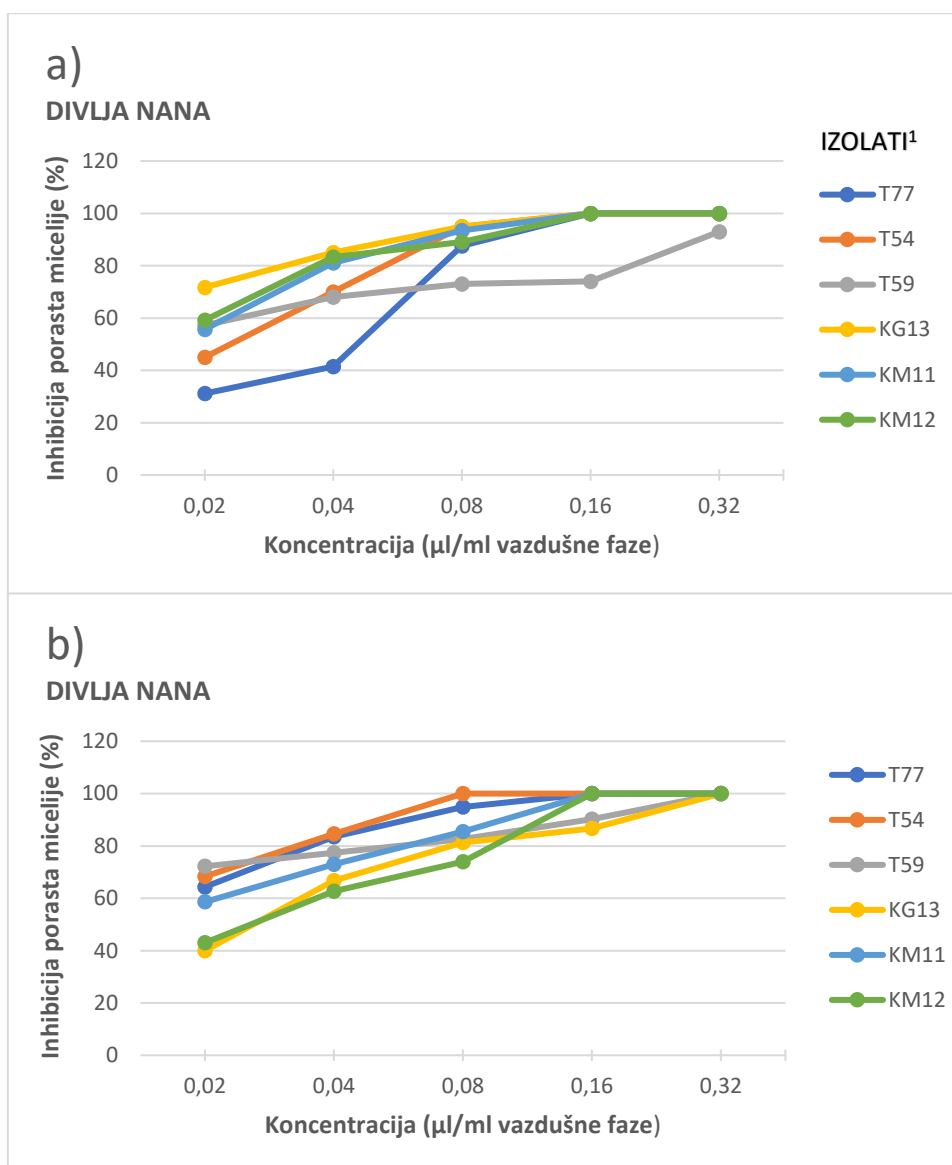 a)
DIVLJA NANA
IZOLATI¹
Inhibicija porasta micelije (%)
120
100
80
60
40
20
0
0,02 0,04 0,08 0,16 0,32
Koncentracija (µl/ml vazdušne faze)
T77
T54
T59
KG13
KM11
KM12
b)
DIVLJA NANA
Inhibicija porasta micelije (%)
120
100
80
60
40
20
0
0,02 0,04 0,08 0,16 0,32
Koncentracija (µl/ml vazdušne faze)
T77
T54
T59
KG13
KM11
KM12